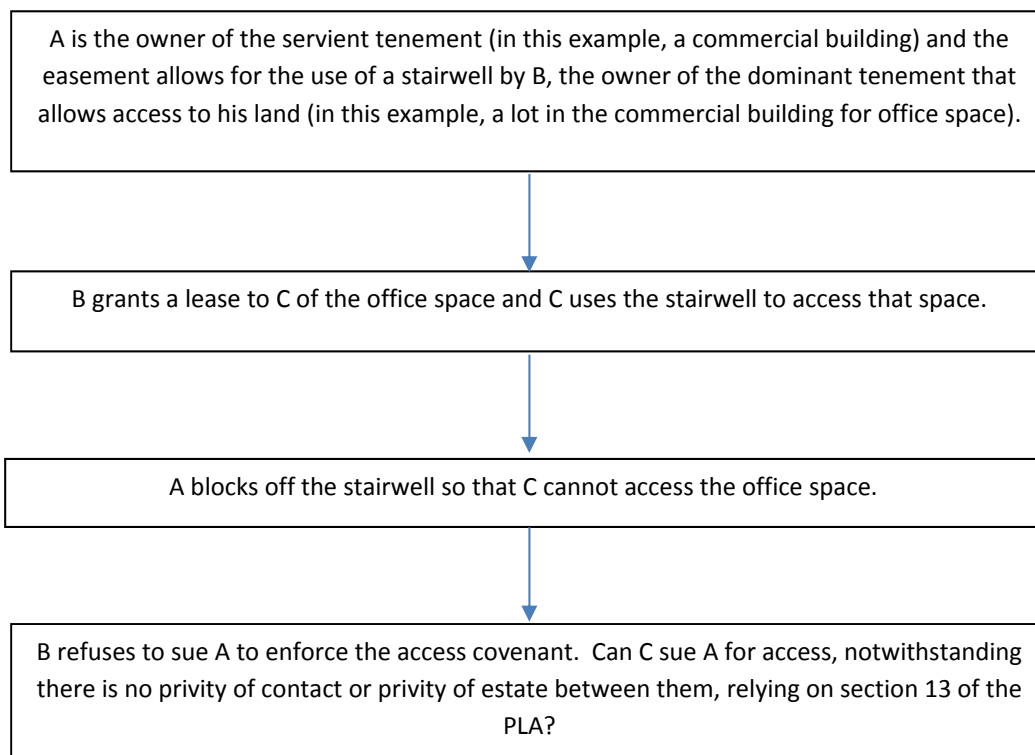 A is the owner of the servient tenement (in this example, a commercial building) and the
easement allows for the use of a stairwell by B, the owner of the dominant tenement that
allows access to his land (in this example, a lot in the commercial building for office space).
B grants a lease to C of the office space and C uses the stairwell to access that space.
A blocks off the stairwell so that C cannot access the office space.
B refuses to sue A to enforce the access covenant.  Can C sue A for access, notwithstanding
there is no privity of contact or privity of estate between them, relying on section 13 of the
PLA?